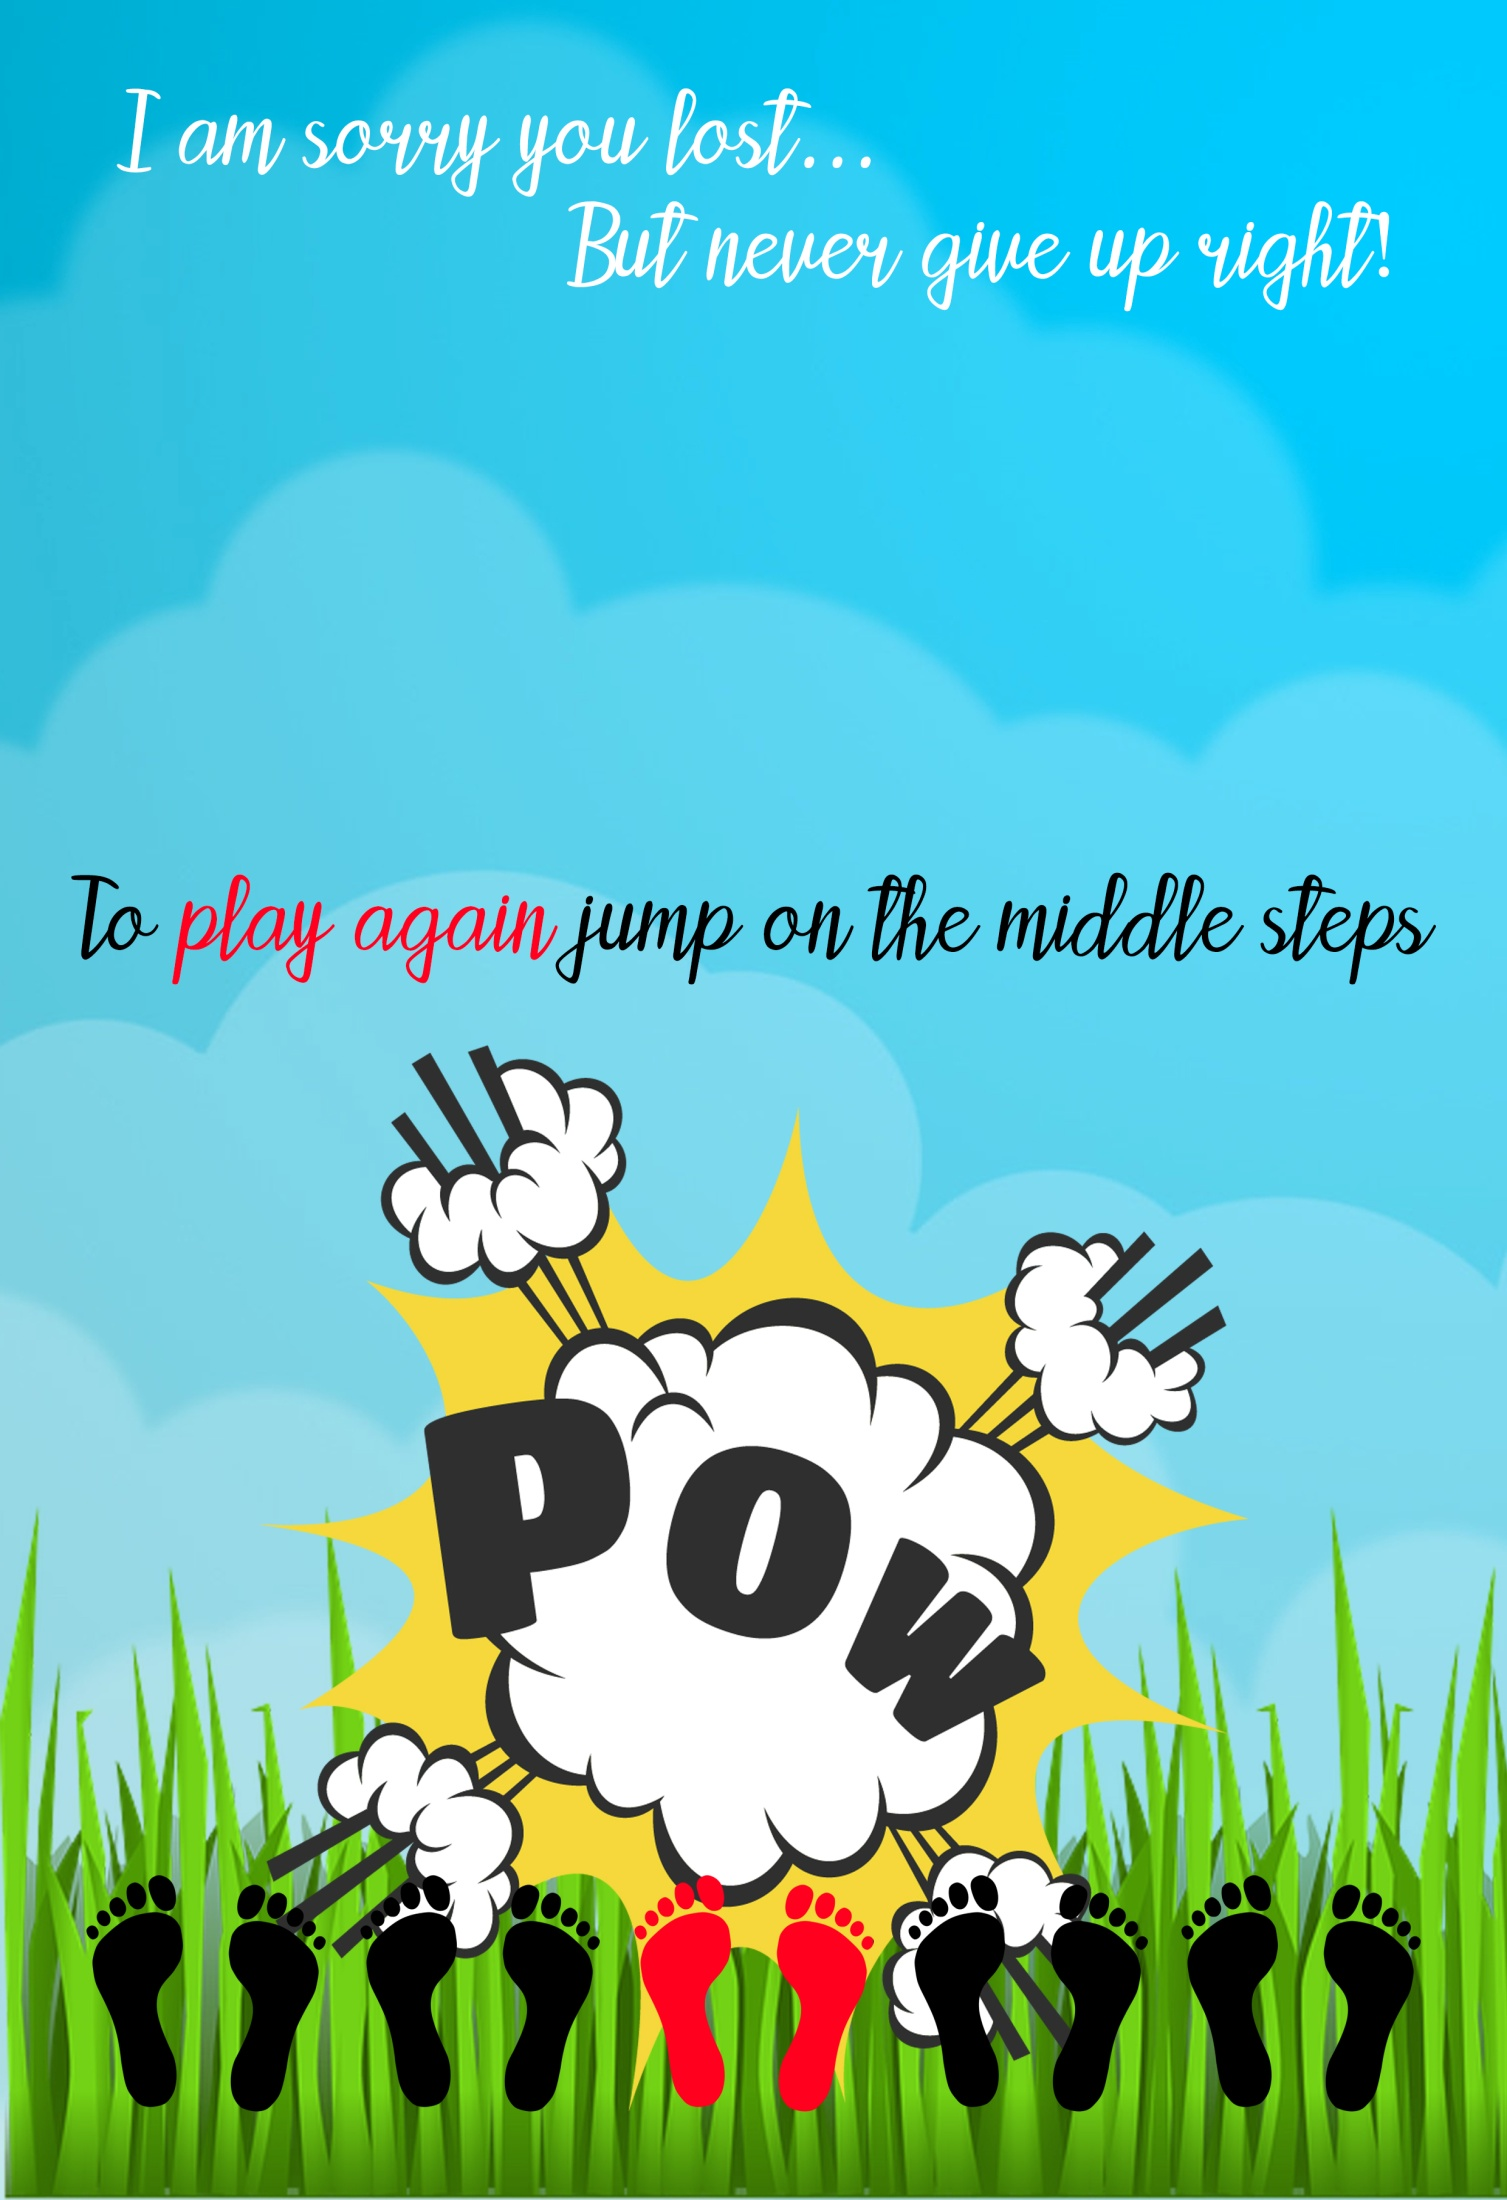 I am sorry you lost...
But never give up right!
To play again jump on the middle steps
POW